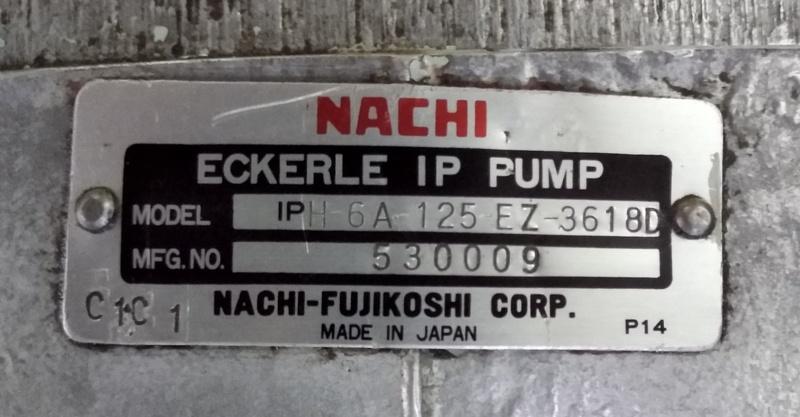 NACHI
ECKERLE IP PUMP
MODEL IPH-6A-125-EZ-3618D
MFG.NO. 530009
C1C 1 NACHI-FUJIKOSHI CORP.
MADE IN JAPAN P14